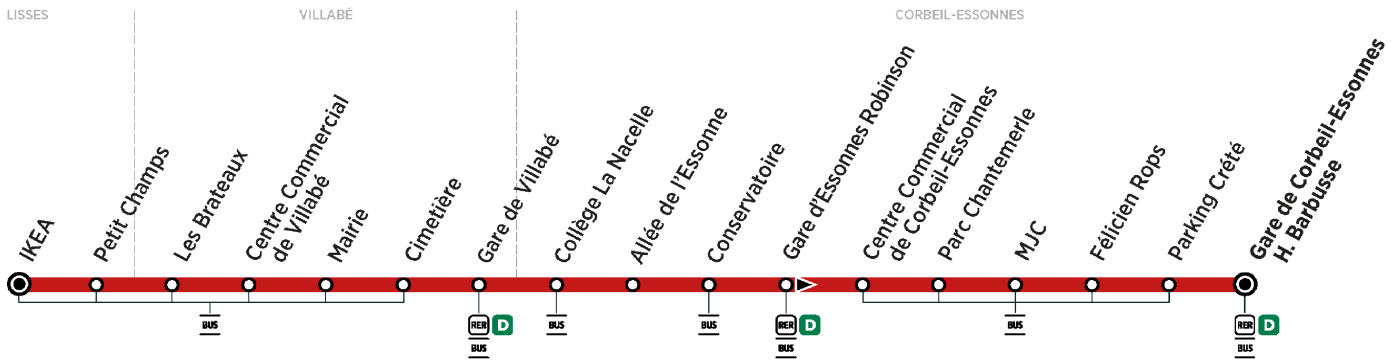 LISSES
VILLABÉ
CORBEIL-ESSONNES
IKEA
Petit Champs
Les Brateaux
Centre Commercial
de Villabé
Mairie
Cimetière
Gare de Villabé
Collège La Nacelle
Allée de l'Essonne
Conservatoire
Gare d'Essonnes Robinson
Centre Commercial
de Corbeil-Essonnes
Parc Chantemerle
MJC
Félicien Rops
Parking Crété
Gare de Corbeil-Essonnes
H. Barbusse
BUS
RER D
BUS
BUS
BUS
RER D
BUS
BUS
RER D
BUS